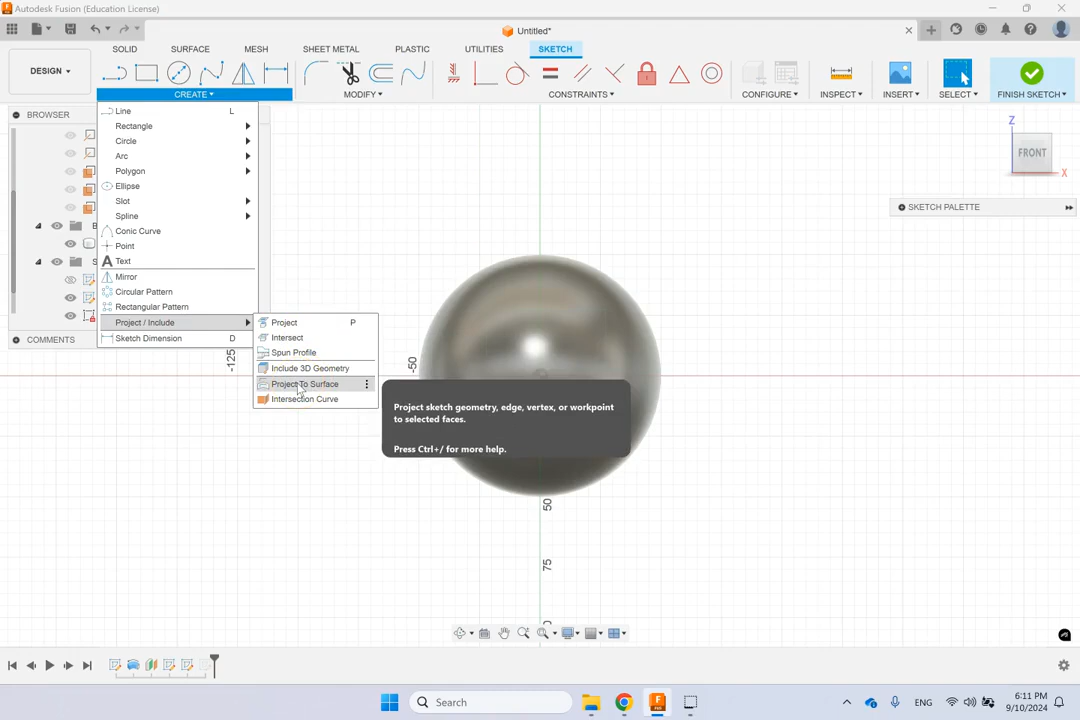 Autodesk Fusion (Education License)
Untitled*
DESIGN
SOLID SURFACE MESH SHEET METAL PLASTIC UTILITIES SKETCH
CREATE MODIFY CONSTRAINTS CONFIGURE INSPECT INSERT SELECT FINISH SKETCH
BROWSER
Line L
Rectangle
Circle
Arc
Polygon
Ellipse
Slot
Spline
Conic Curve
Point
A Text
Mirror
Circular Pattern
Rectangular Pattern
Project / Include
Sketch Dimension D
B
S
COMMENTS
Project P
Intersect
Spun Profile
Include 3D Geometry
Project To Surface
Intersection Curve
Project sketch geometry, edge, vertex, or workpoint
to selected faces.
Press Ctrl+/ for more help.
-125
-50
50
75
Z
FRONT
X
SKETCH PALETTE
Search
ENG
6:11 PM
9/10/2024